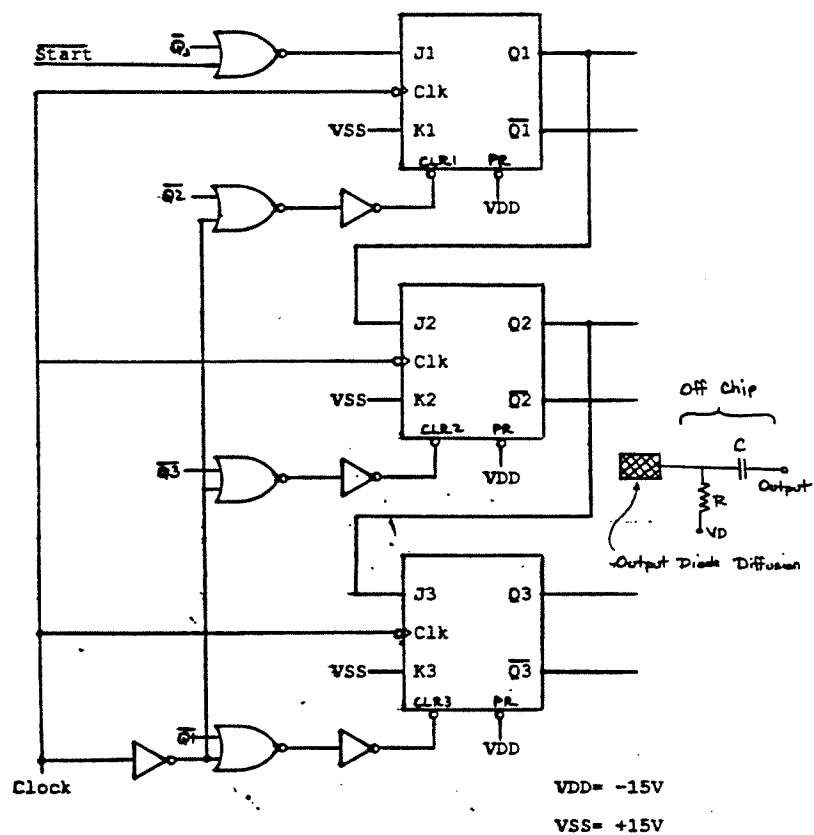 Q̅3
S̅t̅a̅r̅t̅
J1 Q1
Clk
VSS K1 Q̅1̅
CLR1 PR
Q̅2̅
VDD
J2 Q2
Clk
VSS K2 Q̅2̅
CLR2 PR
Off Chip
Q̅3̅
VDD
C
Output
R
VD
Output Diode Diffusion
J3 Q3
Clk
VSS K3 Q̅3̅
CLR3 PR
Q̅1̅
VDD
Clock
VDD= -15V
VSS= +15V